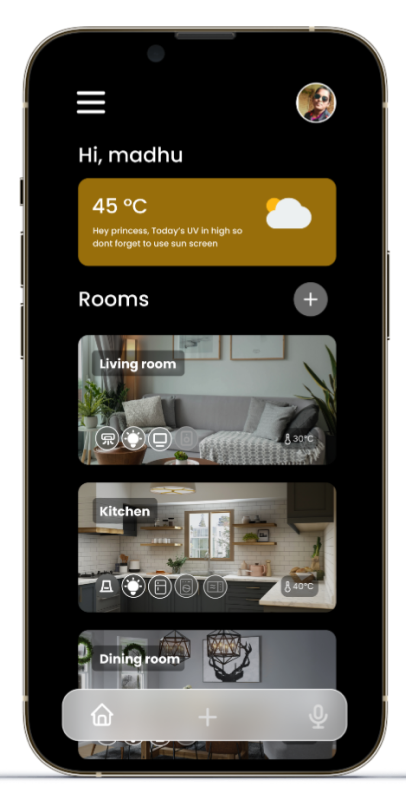 Hi, madhu
45 °C
Hey princess, Today's UV in high so
dont forget to use sun screen
Rooms
Living room
30°C
Kitchen
40°C
Dining room